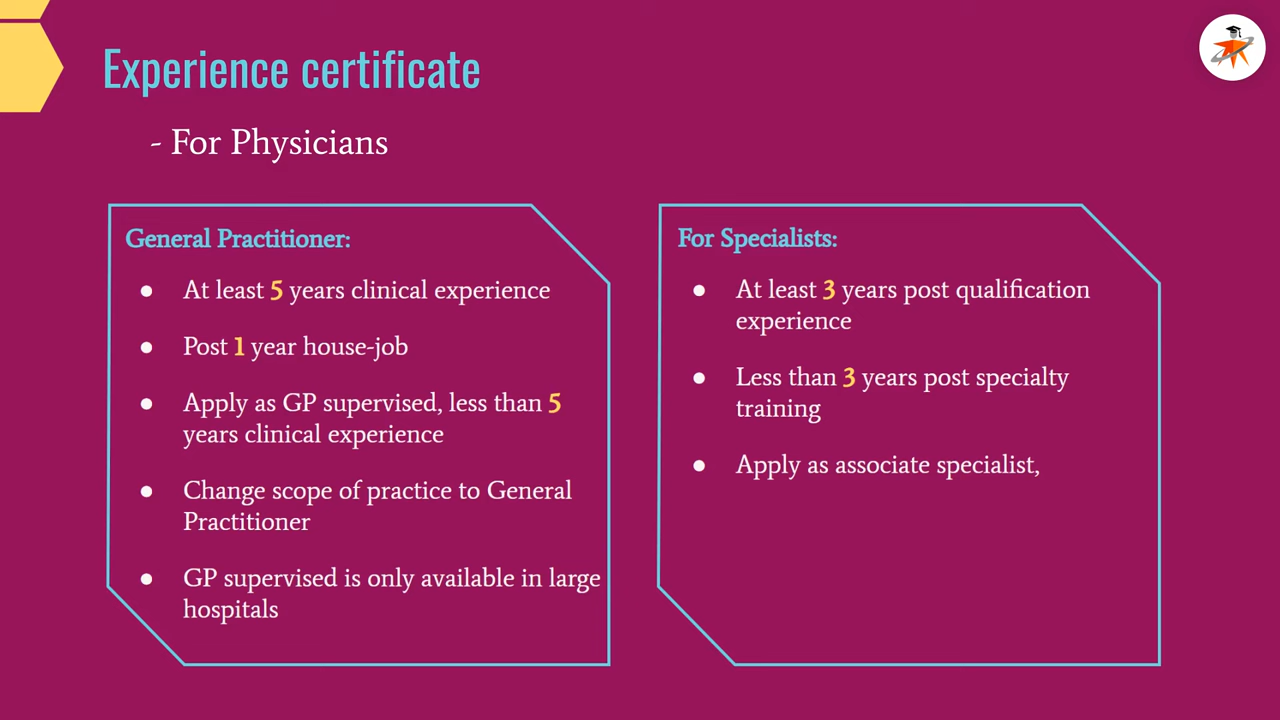 Experience certificate
- For Physicians
General Practitioner:
● At least 5 years clinical experience
● Post 1 year house-job
● Apply as GP supervised, less than 5
years clinical experience
● Change scope of practice to General
Practitioner
● GP supervised is only available in large
hospitals
For Specialists:
● At least 3 years post qualification
experience
● Less than 3 years post specialty
training
● Apply as associate specialist,